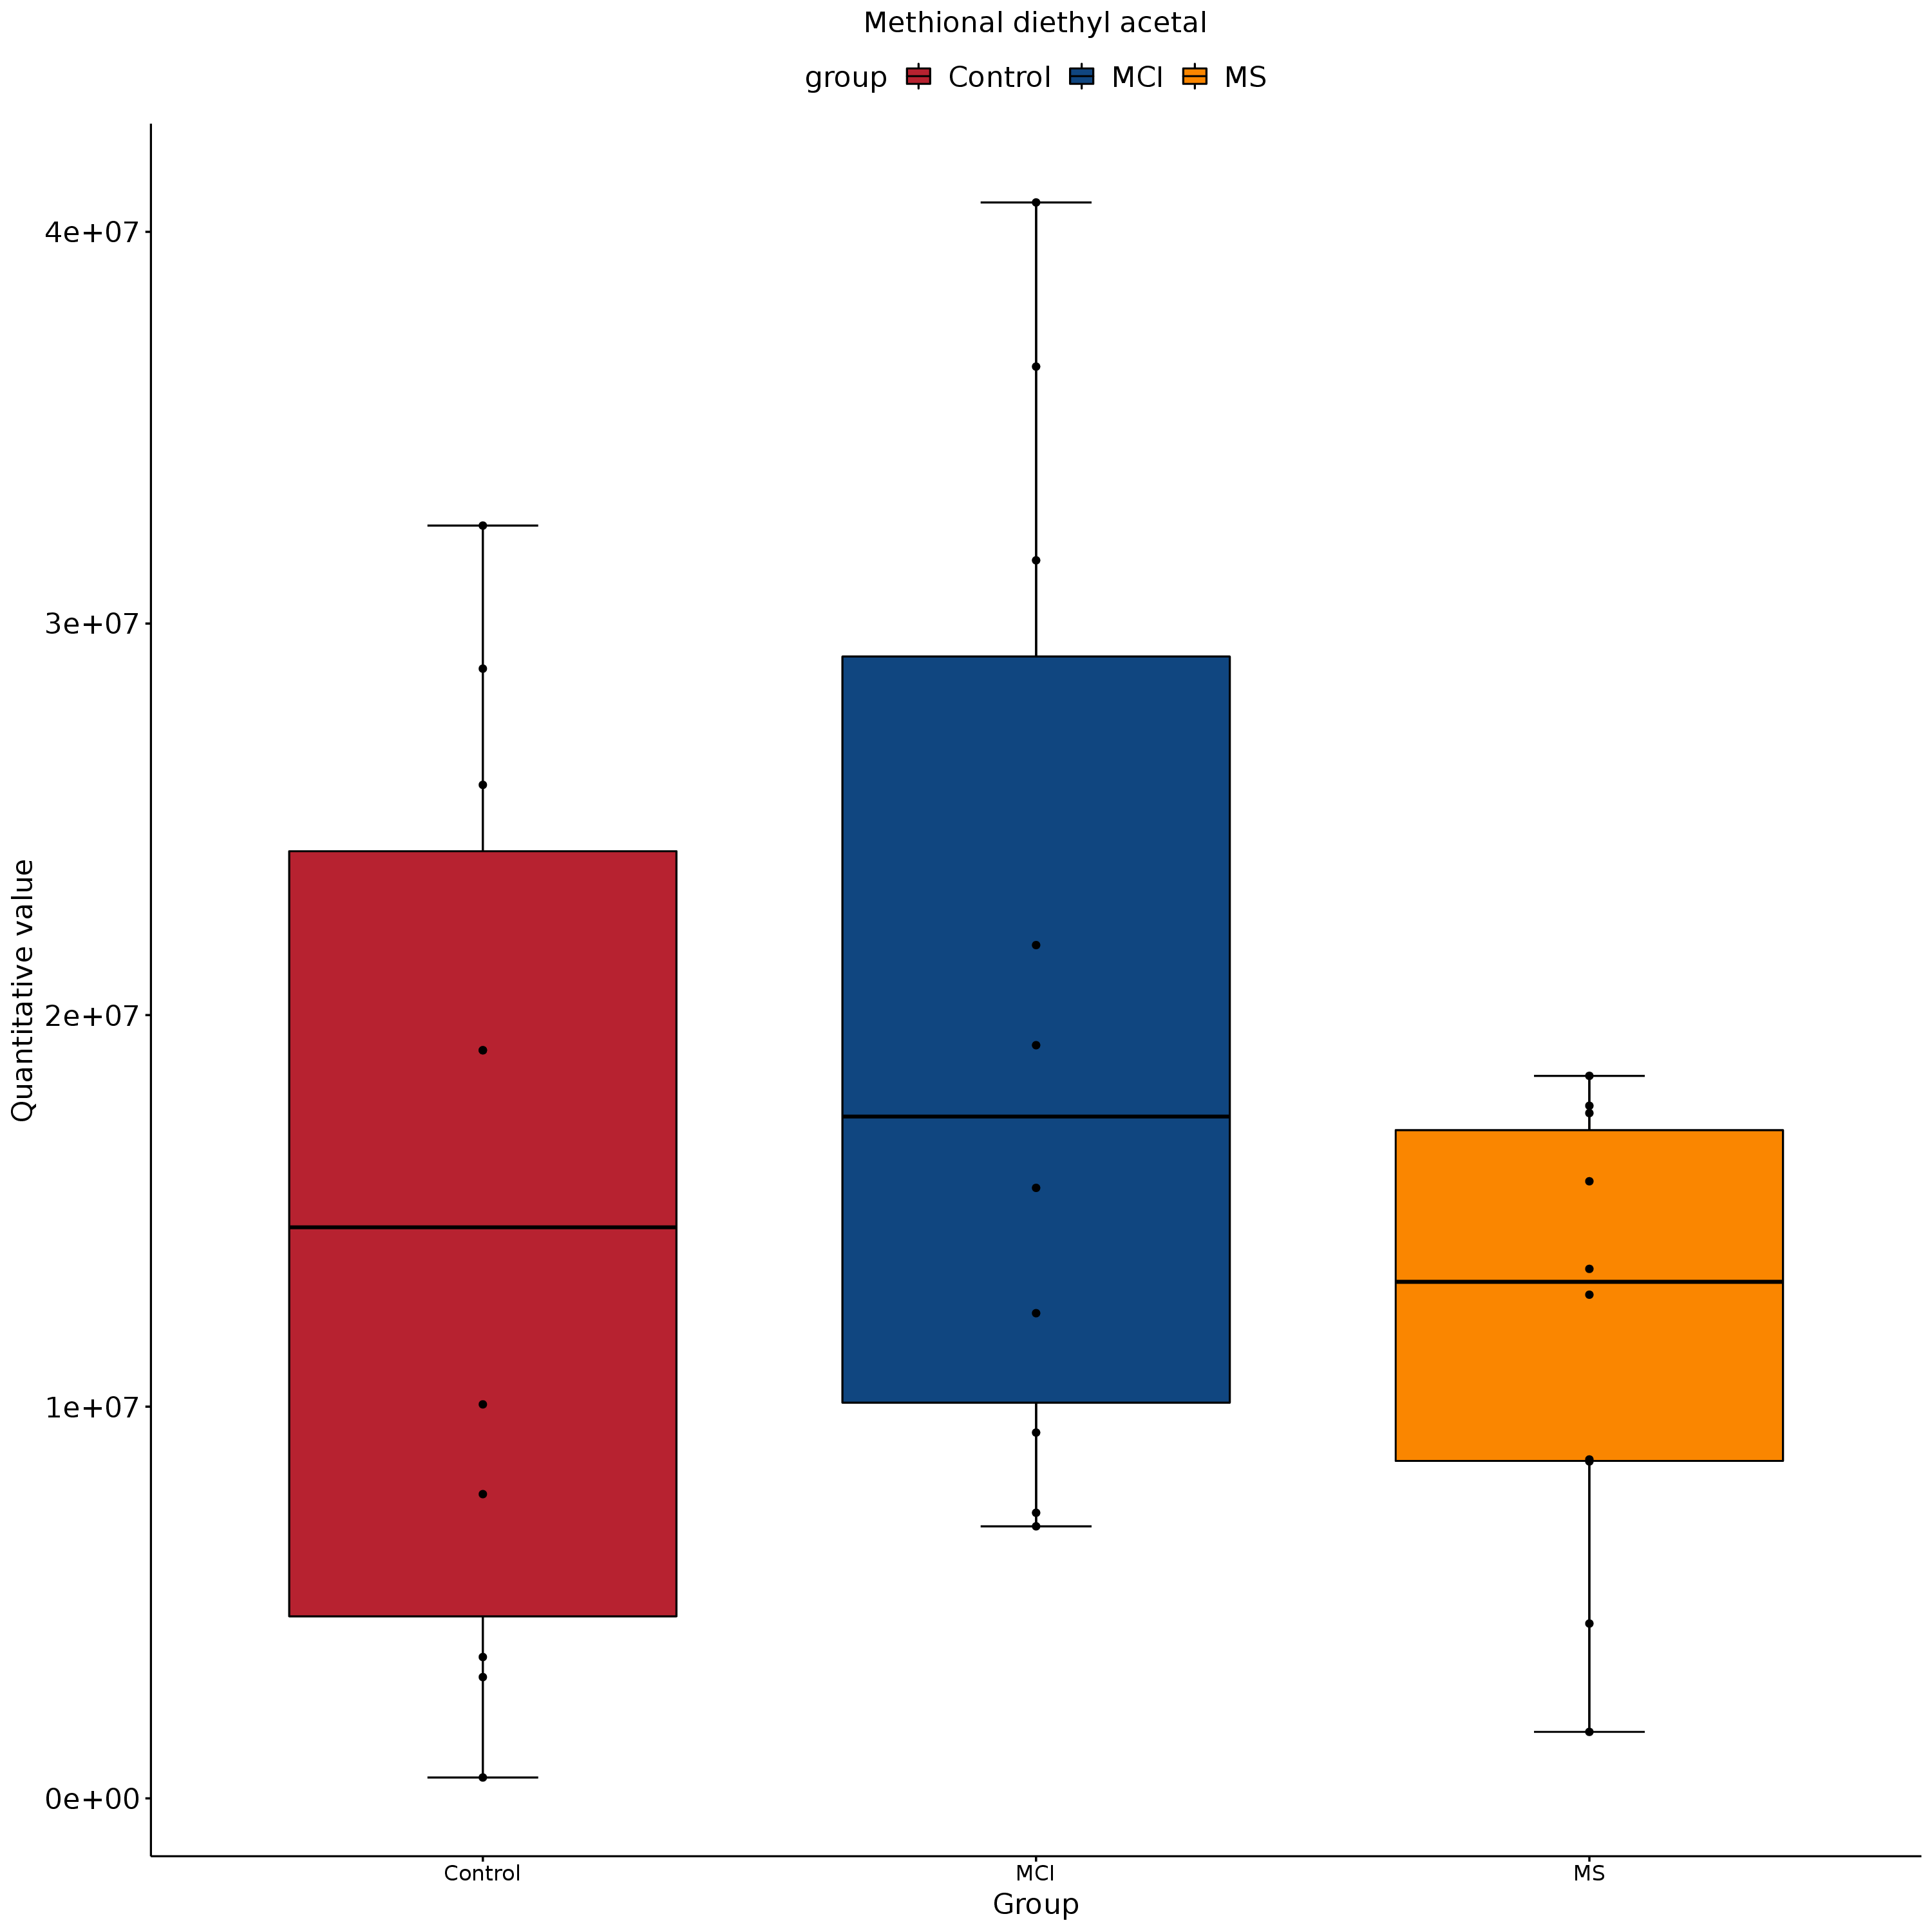 Methional diethyl acetal
group Control MCI MS
4e+07
3e+07
2e+07
1e+07
0e+00
Quantitative value
Control MCI MS
Group